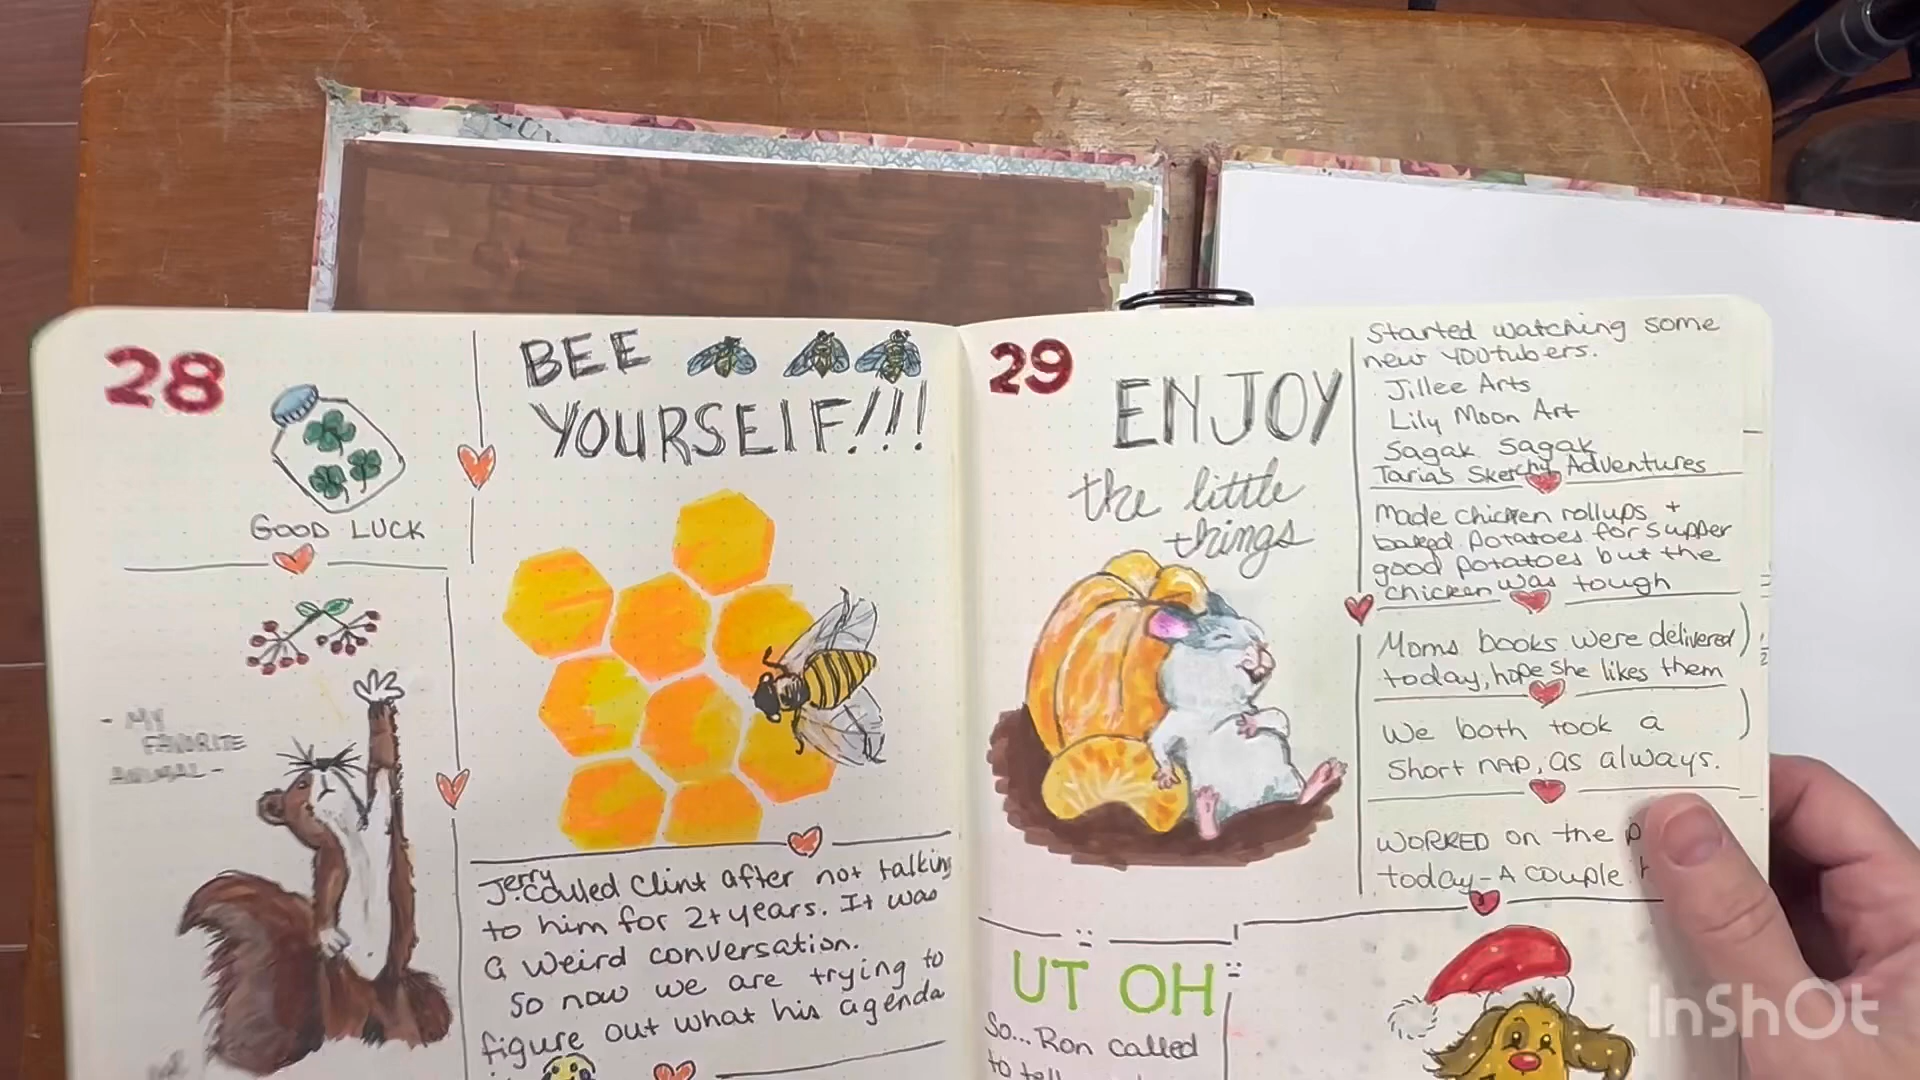 28
GOOD LUCK
- MY
FAVORITE
ANIMAL -
BEE
YOURSELF!!!
Jerry called Clint after not talking
to him for 2+ years. It was
a weird conversation.
So now we are trying to
figure out what his agenda
29
ENJOY
the little
things
Started watching some
new YOUtubers.
Jillee Arts
Lily Moon Art
Sagak Sagak
Taria's Sketchy Adventures
Made chicken rollups +
baked potatoes for supper
good potatoes but the
chicken was tough
Moms books were delivered
today, hope she likes them
We both took a
Short NAP, as always.
WORKED on the
today - A COUPLE
UT OH
So... Ron called
to tell
InShOt